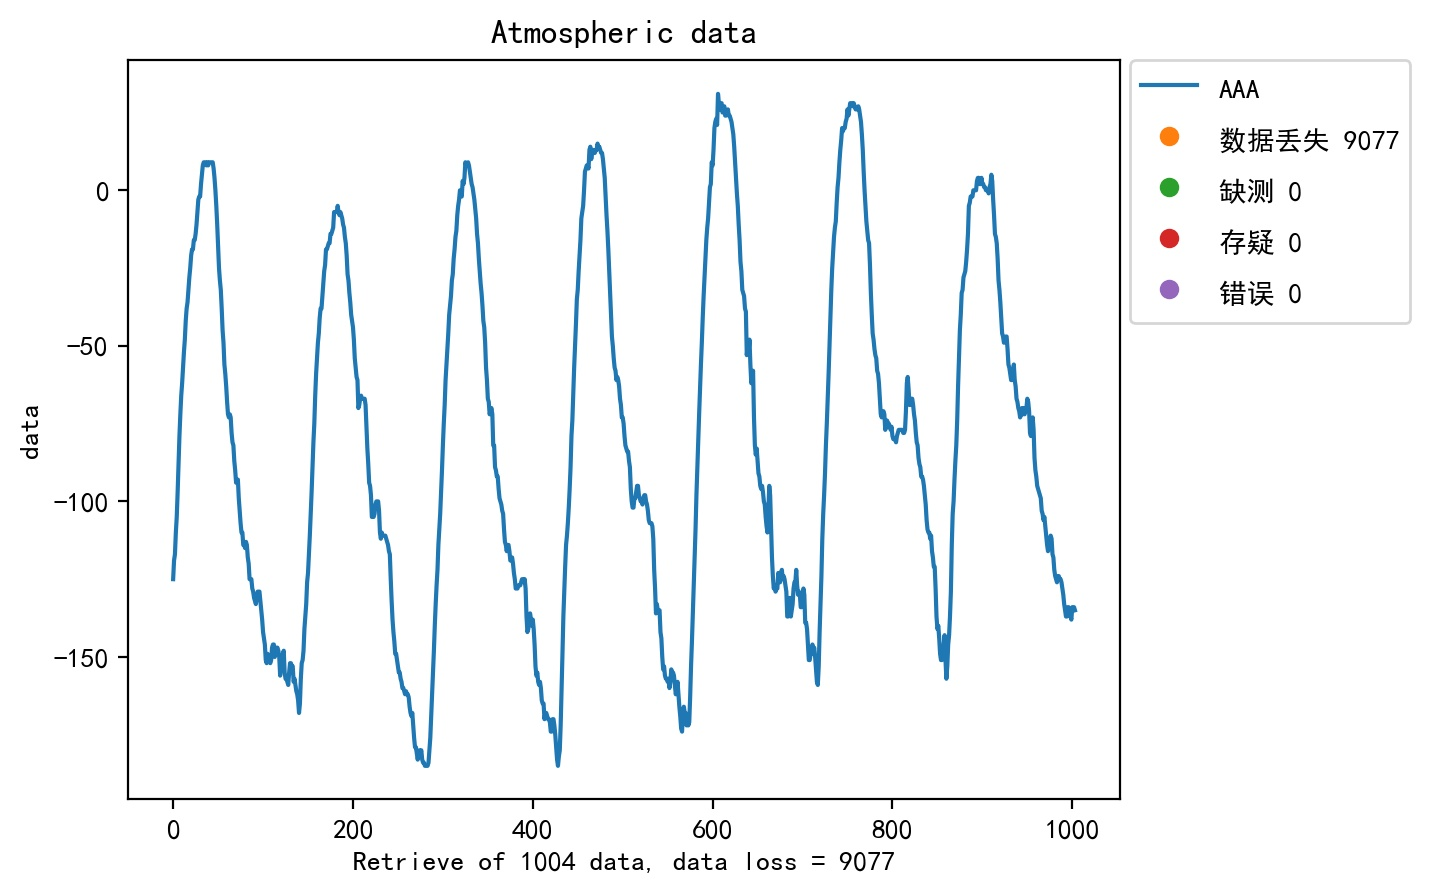 Atmospheric data
AAA
数据丢失 9077
缺测 0
存疑 0
错误 0
data
0
−50
−100
−150
0 200 400 600 800 1000
Retrieve of 1004 data, data loss = 9077